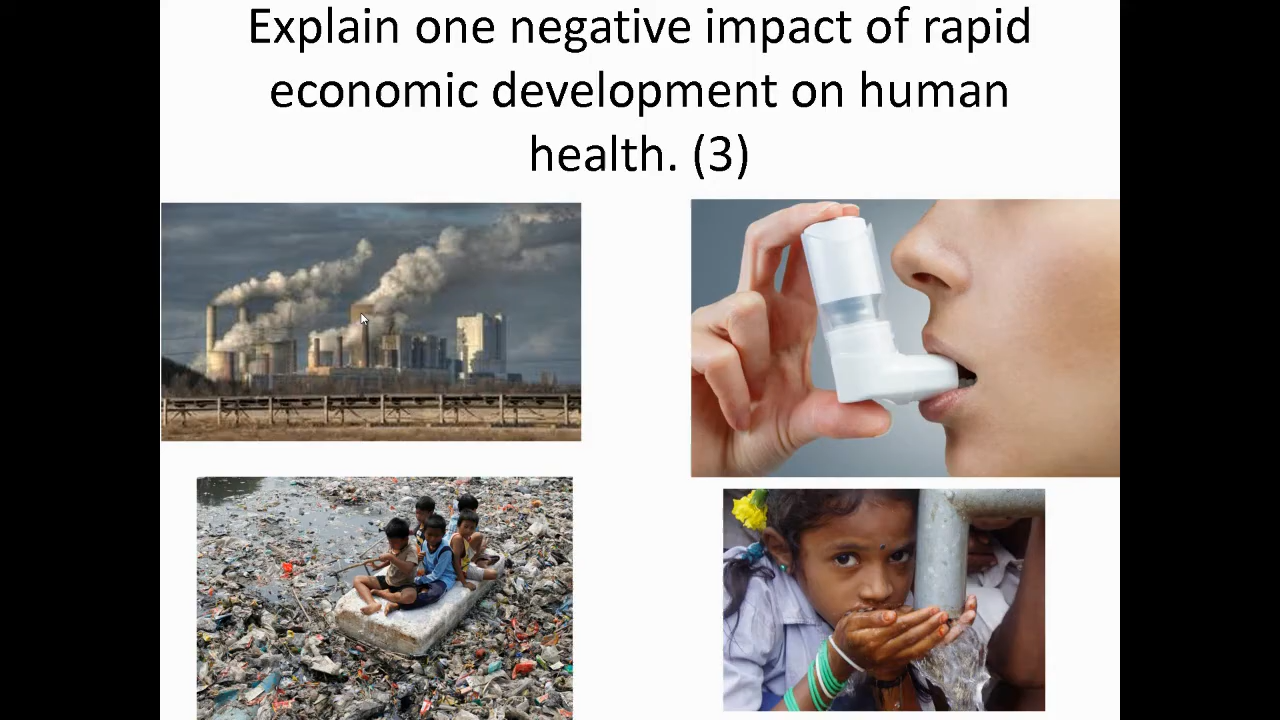 Explain one negative impact of rapid
economic development on human
health. (3)